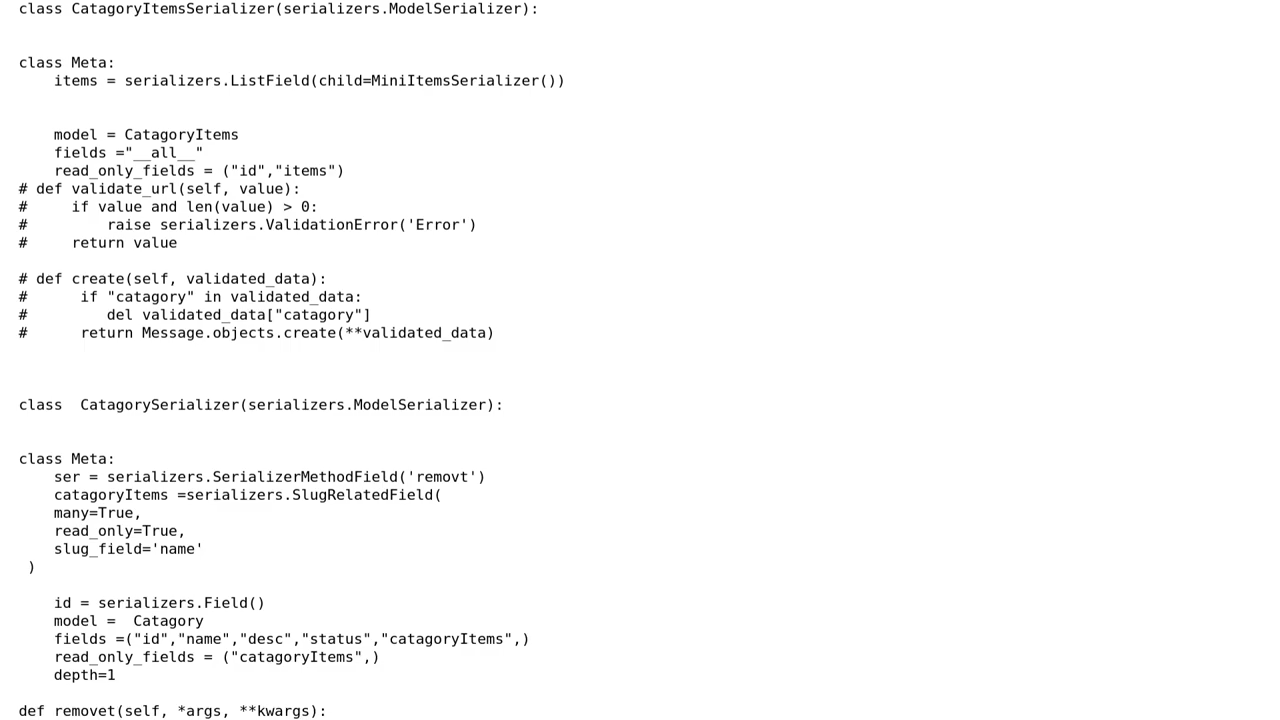 class CatagoryItemsSerializer(serializers.ModelSerializer):
class Meta:
    items = serializers.ListField(child=MiniItemsSerializer())
    model = CatagoryItems
    fields ="__all__"
    read_only_fields = ("id","items")
# def validate_url(self, value):
#     if value and len(value) > 0:
#         raise serializers.ValidationError('Error')
#     return value
# def create(self, validated_data):
#      if "catagory" in validated_data:
#         del validated_data["catagory"]
#      return Message.objects.create(**validated_data)
class  CatagorySerializer(serializers.ModelSerializer):
class Meta:
    ser = serializers.SerializerMethodField('removt')
    catagoryItems =serializers.SlugRelatedField(
    many=True,
    read_only=True,
    slug_field='name'
 )
    id = serializers.Field()
    model =  Catagory
    fields =("id","name","desc","status","catagoryItems",)
    read_only_fields = ("catagoryItems",)
    depth=1
def removet(self, *args, **kwargs):